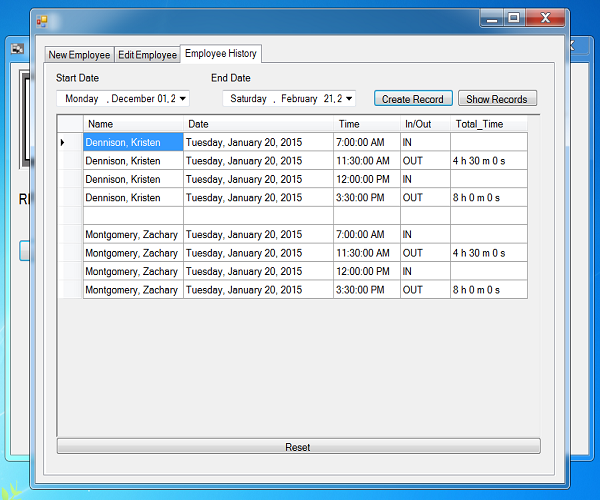 New Employee Edit Employee Employee History
Start Date End Date
Monday , December 01, 2 Saturday , February 21, 2 Create Record Show Records
Name Date Time In/Out Total_Time
Dennison, Kristen Tuesday, January 20, 2015 7:00:00 AM IN
Dennison, Kristen Tuesday, January 20, 2015 11:30:00 AM OUT 4 h 30 m 0 s
Dennison, Kristen Tuesday, January 20, 2015 12:00:00 PM IN
Dennison, Kristen Tuesday, January 20, 2015 3:30:00 PM OUT 8 h 0 m 0 s
Montgomery, Zachary Tuesday, January 20, 2015 7:00:00 AM IN
Montgomery, Zachary Tuesday, January 20, 2015 11:30:00 AM OUT 4 h 30 m 0 s
Montgomery, Zachary Tuesday, January 20, 2015 12:00:00 PM IN
Montgomery, Zachary Tuesday, January 20, 2015 3:30:00 PM OUT 8 h 0 m 0 s
Reset